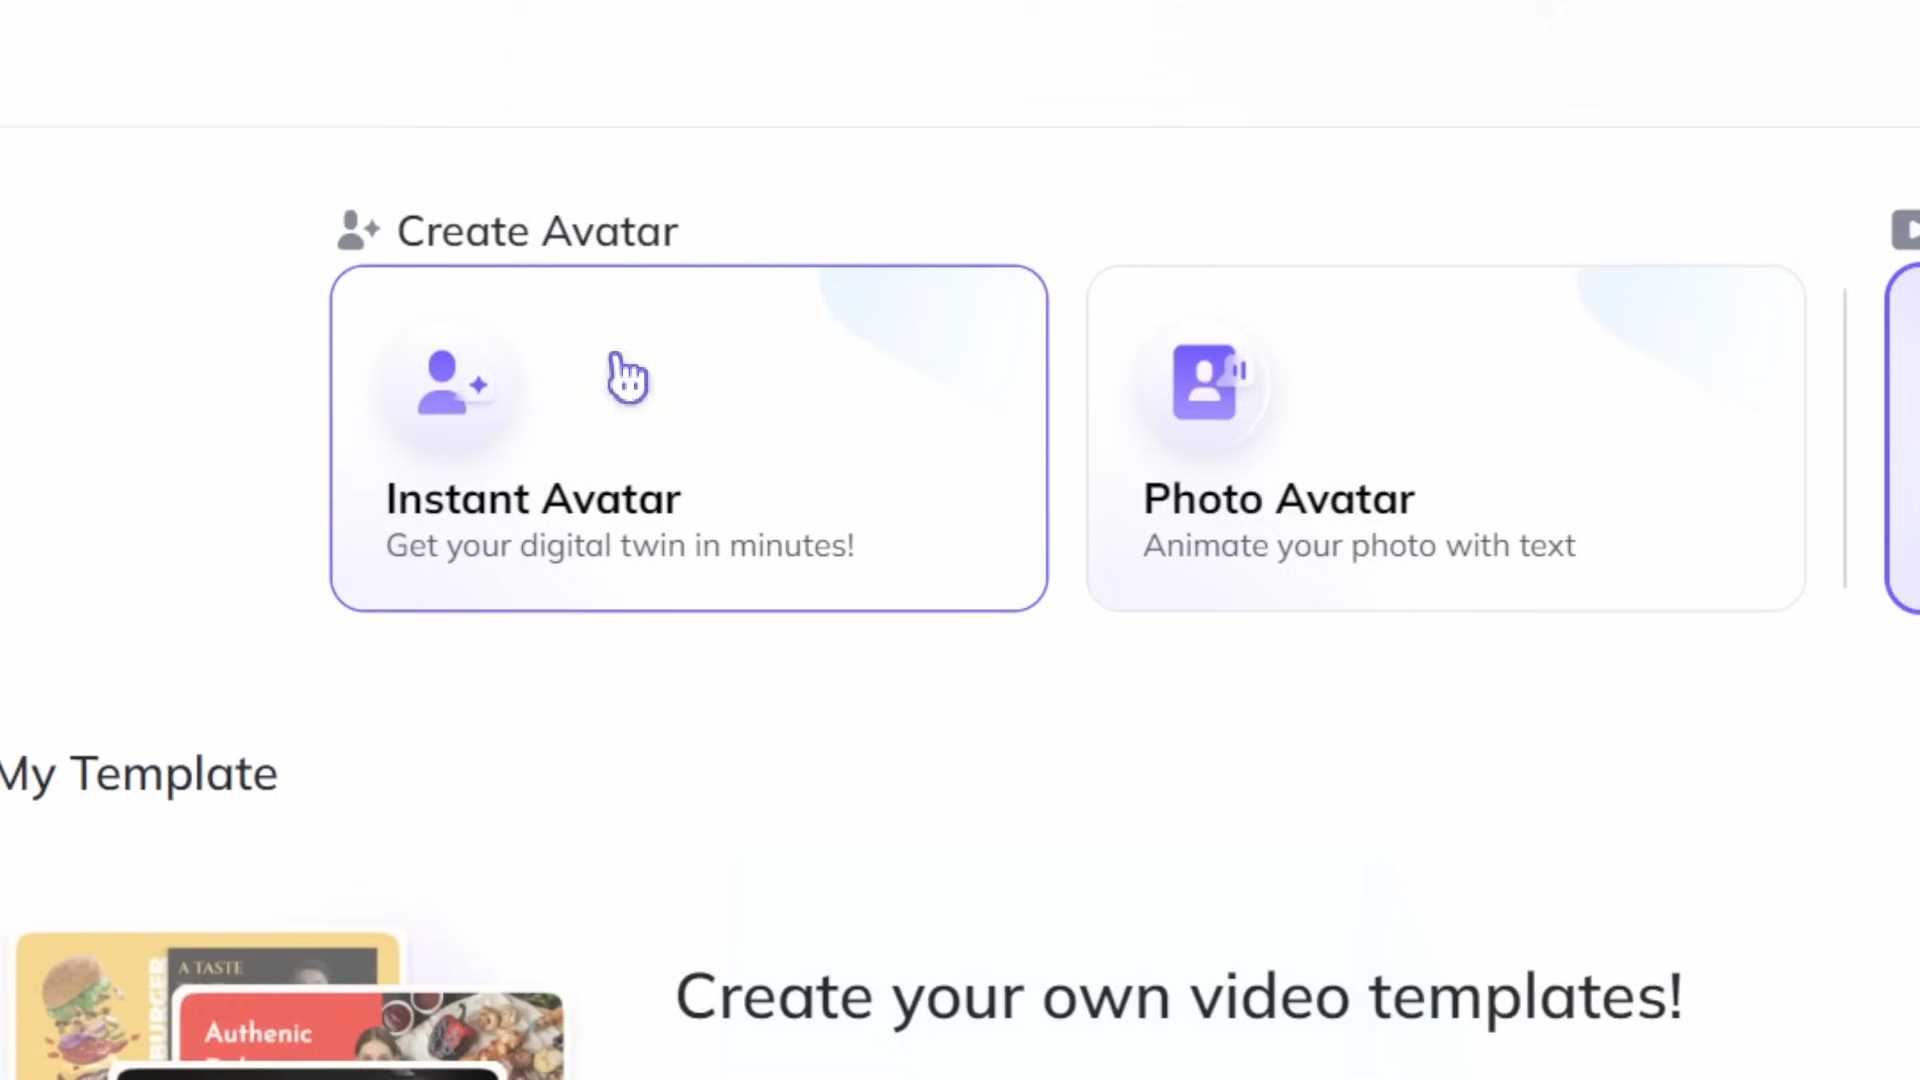 Create Avatar
Instant Avatar
Get your digital twin in minutes!
Photo Avatar
Animate your photo with text
My Template
A TASTE
BURGER
Authenic
Create your own video templates!